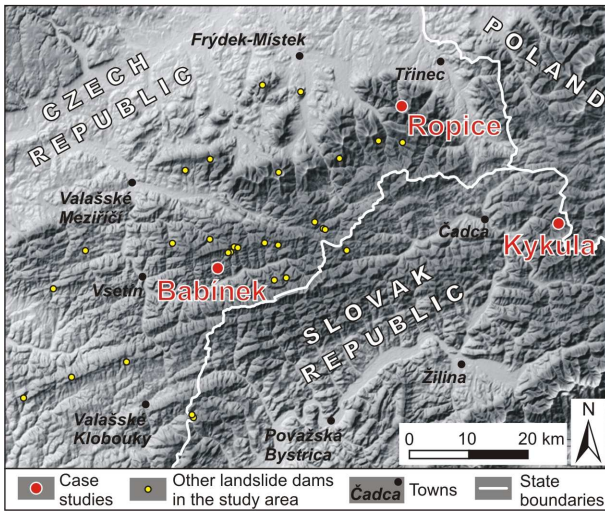 Frýdek-Místek
Třinec
POLAND
CZECH
REPUBLIC
Ropice
Valašské
Meziříčí
Čadca
Kykula
Vsetín
Babínek
SLOVAK
REPUBLIC
Žilina
Valašské
Klobouky
Považská
Bystrica
N
0 10 20 km
Case
studies
Other landslide dams
in the study area
Čadca
Towns
State
boundaries